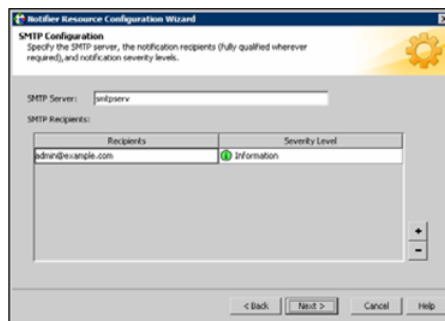 Notifier Resource Configuration Wizard
SMTP Configuration
Specify the SMTP server, the notification recipients (fully qualified wherever
required),and notification severity levels.
SMTP Server: smtpserv
SMTP Recipients:
Recipients Severity Level
admin@example.com Information
+
-
< Back Next > Cancel Help